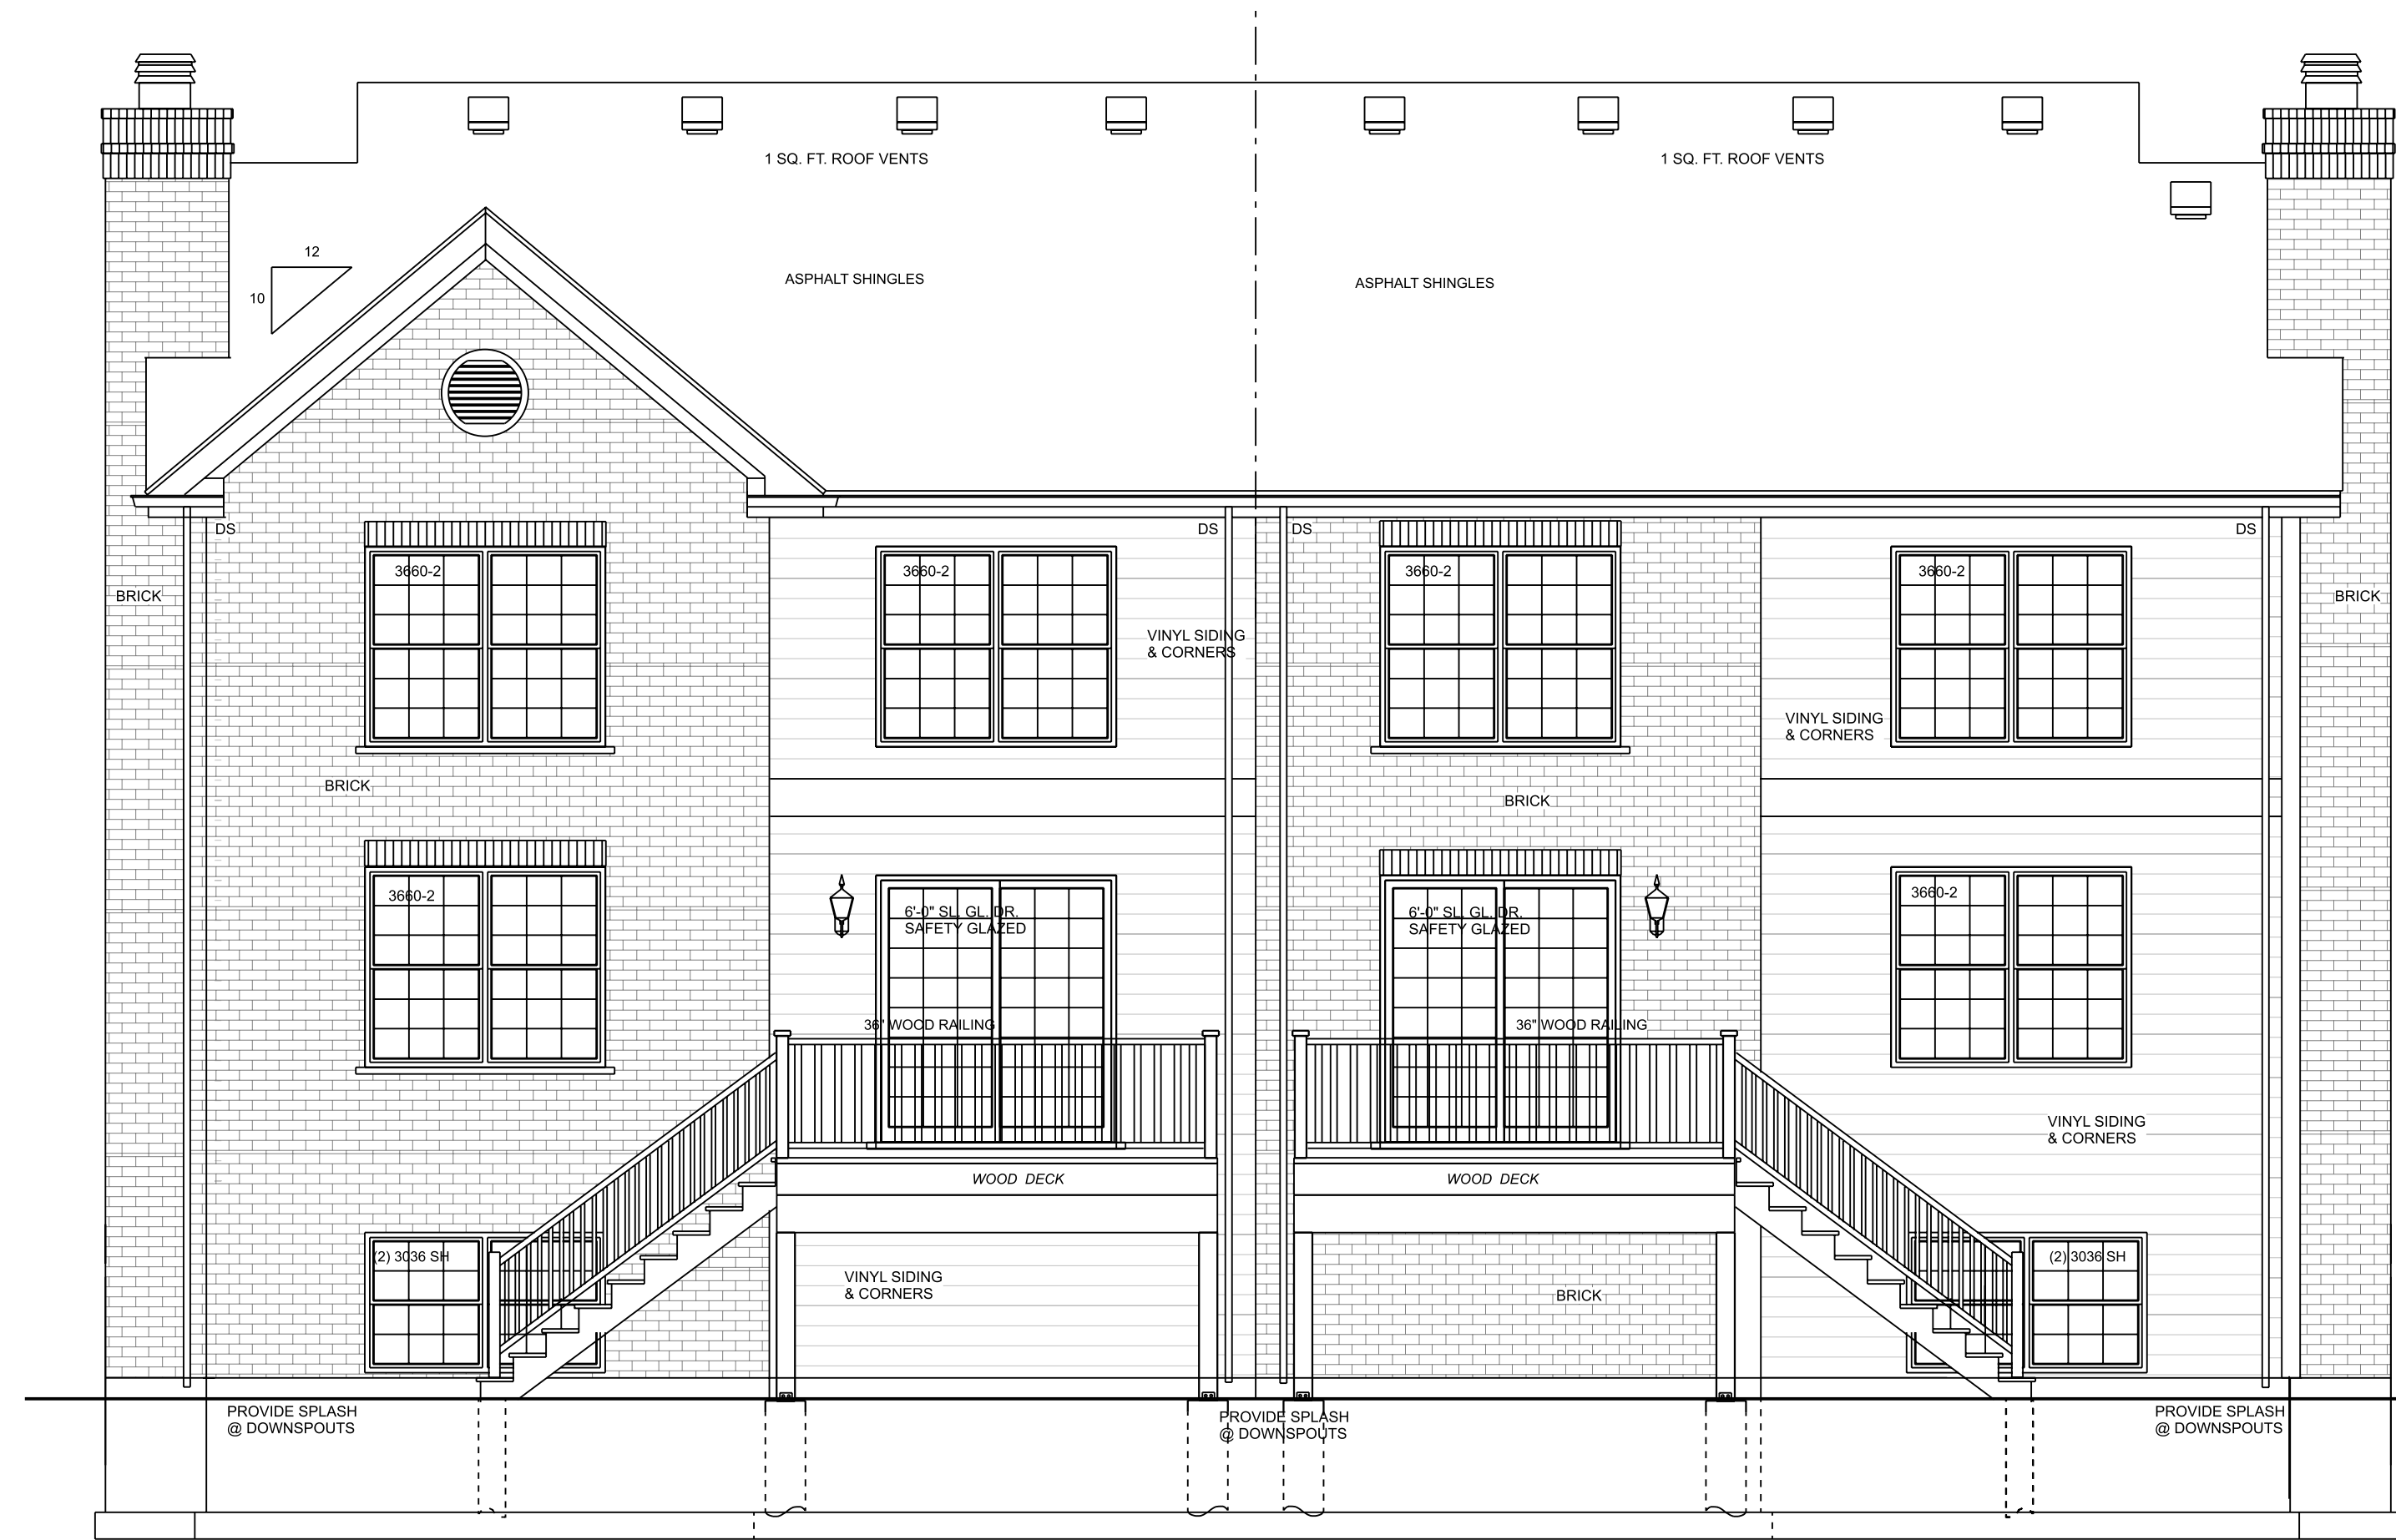 1 SQ. FT. ROOF VENTS
1 SQ. FT. ROOF VENTS
12
10
ASPHALT SHINGLES
ASPHALT SHINGLES
DS
DS
DS
DS
3660-2
3660-2
3660-2
3660-2
BRICK
BRICK
VINYL SIDING
& CORNERS
VINYL SIDING
& CORNERS
BRICK
BRICK
3660-2
6'-0" SL. GL. DR.
SAFETY GLAZED
6'-0" SL. GL. DR.
SAFETY GLAZED
3660-2
36" WOOD RAILING
36" WOOD RAILING
VINYL SIDING
& CORNERS
WOOD DECK
WOOD DECK
(2) 3036 SH
(2) 3036 SH
VINYL SIDING
& CORNERS
BRICK
PROVIDE SPLASH
@ DOWNSPOUTS
PROVIDE SPLASH
@ DOWNSPOUTS
PROVIDE SPLASH
@ DOWNSPOUTS